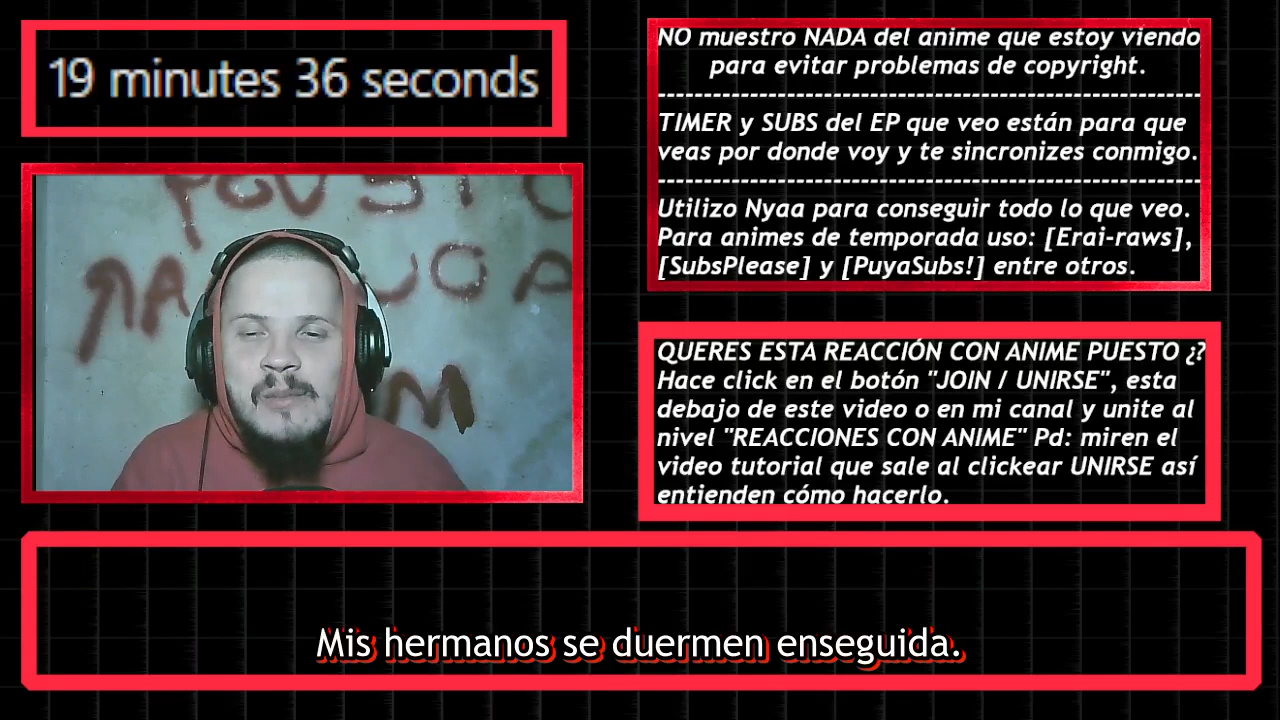 19 minutes 36 seconds
NO muestro NADA del anime que estoy viendo
para evitar problemas de copyright.
------------------------------------------------------
TIMER y SUBS del EP que veo están para que
veas por donde voy y te sincronizes conmigo.
------------------------------------------------------
Utilizo Nyaa para conseguir todo lo que veo.
Para animes de temporada uso: [Erai-raws],
[SubsPlease] y [PuyaSubs!] entre otros.
QUERES ESTA REACCIÓN CON ANIME PUESTO ¿?
Hace click en el botón "JOIN / UNIRSE", esta
debajo de este video o en mi canal y unite al
nivel "REACCIONES CON ANIME" Pd: miren el
video tutorial que sale al clickear UNIRSE así
entienden cómo hacerlo.
Mis hermanos se duermen enseguida.